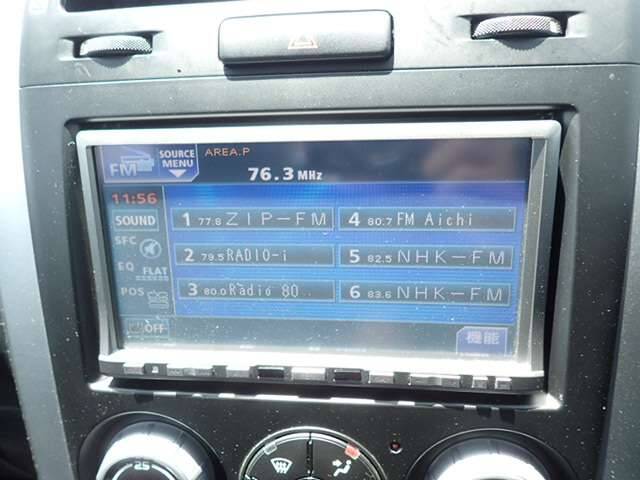 FM
SOURCE MENU
AREA.P
76.3 MHz
11:56
SOUND
SFC
EQ
FLAT
POS
OFF
1 77.8 ZIP-FM
2 79.5 RADIO-i
3 80.0 Radio 80
4 80.7 FM Aichi
5 82.5 NHK-FM
6 83.6 NHK-FM
機能
25